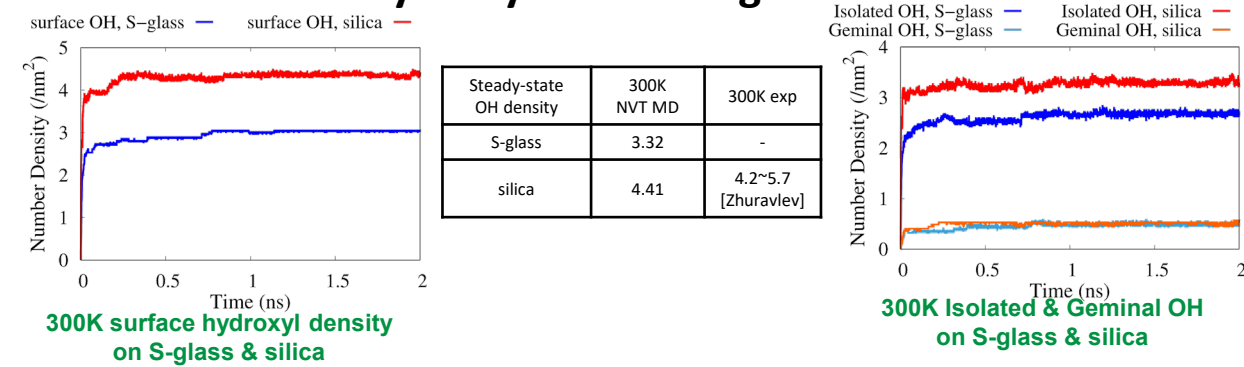 surface OH, S−glass
surface OH, silica
Number Density (/nm2)
5
4
3
2
1
0
0 0.5 1 1.5 2
Time (ns)
300K surface hydroxyl density
on S-glass & silica
Steady-state
OH density
300K
NVT MD
300K exp
S-glass
3.32
-
silica
4.41
4.2~5.7
[Zhuravlev]
Isolated OH, S−glass
Isolated OH, silica
Geminal OH, S−glass
Geminal OH, silica
Number Density (/nm2)
4
3
2
1
0
0 0.5 1 1.5 2
Time (ns)
300K Isolated & Geminal OH
on S-glass & silica